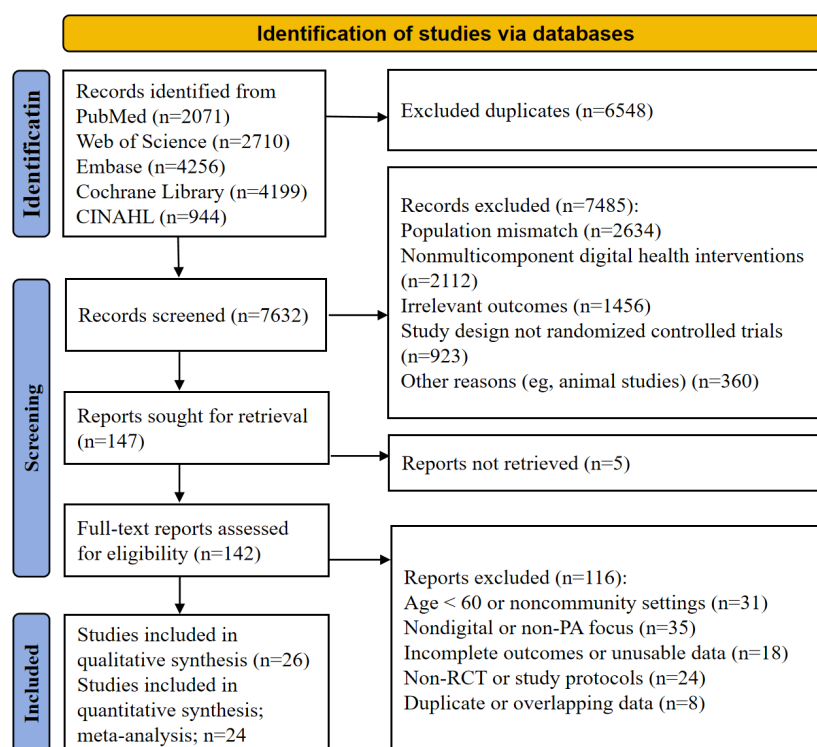 Identification of studies via databases
Identificatin
Records identified from
PubMed (n=2071)
Web of Science (n=2710)
Embase (n=4256)
Cochrane Library (n=4199)
CINAHL (n=944)
Excluded duplicates (n=6548)
Screening
Records screened (n=7632)
Records excluded (n=7485):
Population mismatch (n=2634)
Nonmulticomponent digital health interventions
(n=2112)
Irrelevant outcomes (n=1456)
Study design not randomized controlled trials
(n=923)
Other reasons (eg, animal studies) (n=360)
Reports sought for retrieval
(n=147)
Reports not retrieved (n=5)
Full-text reports assessed
for eligibility (n=142)
Reports excluded (n=116):
Age < 60 or noncommunity settings (n=31)
Nondigital or non-PA focus (n=35)
Incomplete outcomes or unusable data (n=18)
Non-RCT or study protocols (n=24)
Duplicate or overlapping data (n=8)
Included
Studies included in
qualitative synthesis (n=26)
Studies included in
quantitative synthesis;
meta-analysis; n=24